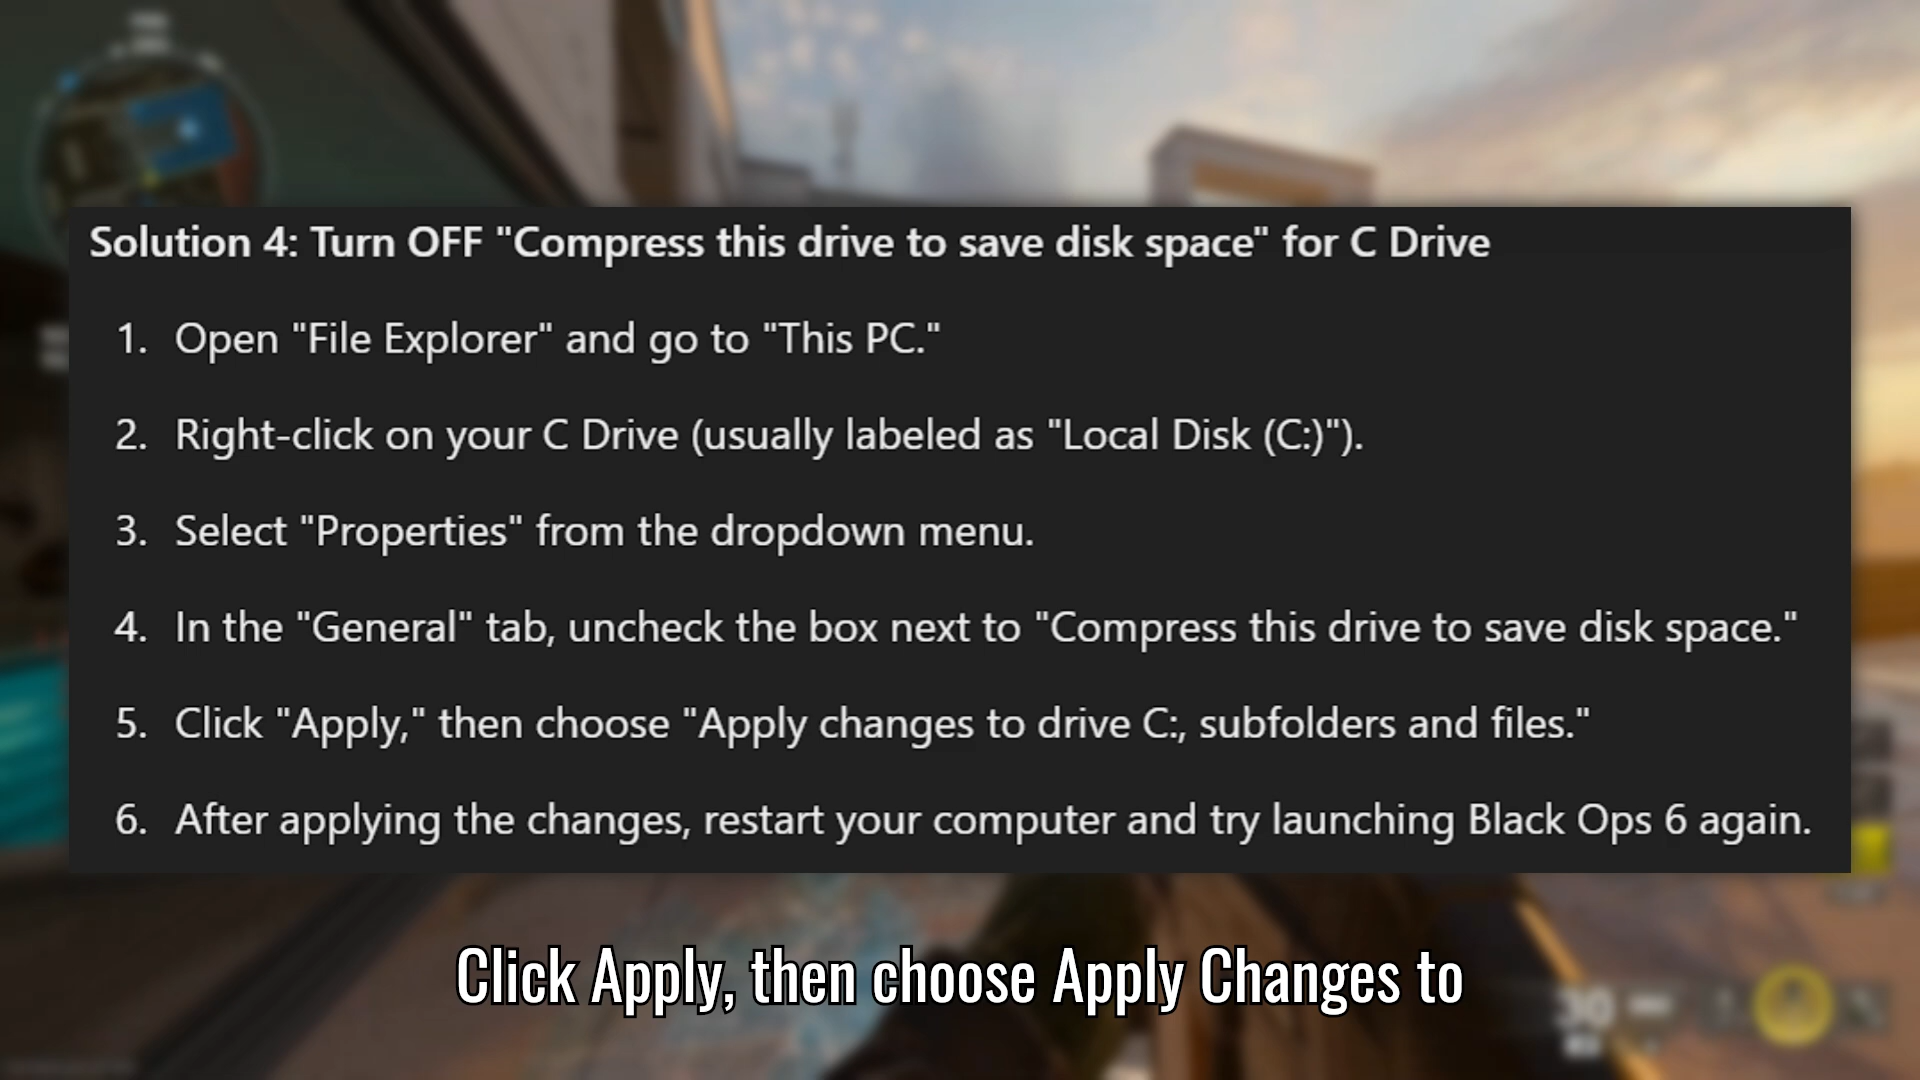 Solution 4: Turn OFF "Compress this drive to save disk space" for C Drive
1. Open "File Explorer" and go to "This PC."
2. Right-click on your C Drive (usually labeled as "Local Disk (C:)").
3. Select "Properties" from the dropdown menu.
4. In the "General" tab, uncheck the box next to "Compress this drive to save disk space."
5. Click "Apply," then choose "Apply changes to drive C:, subfolders and files."
6. After applying the changes, restart your computer and try launching Black Ops 6 again.
Click Apply, then choose Apply Changes to
30